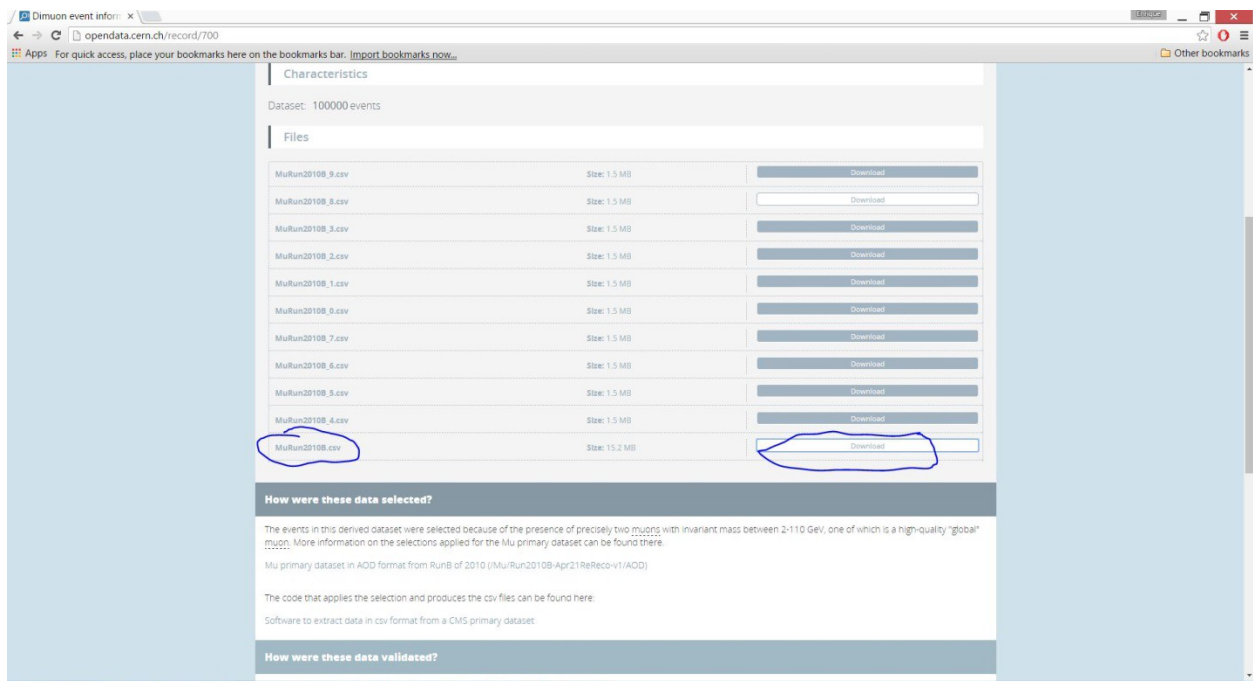 Dimuon event inform
Enrique
opendata.cern.ch/record/700
Apps For quick access, place your bookmarks here on the bookmarks bar. Import bookmarks now...
Other bookmarks
Characteristics
Dataset: 100000 events
Files
MuRun2010B_9.csv Size: 1.5 MB Download
MuRun2010B_8.csv Size: 1.5 MB Download
MuRun2010B_3.csv Size: 1.5 MB Download
MuRun2010B_2.csv Size: 1.5 MB Download
MuRun2010B_1.csv Size: 1.5 MB Download
MuRun2010B_0.csv Size: 1.5 MB Download
MuRun2010B_7.csv Size: 1.5 MB Download
MuRun2010B_6.csv Size: 1.5 MB Download
MuRun2010B_5.csv Size: 1.5 MB Download
MuRun2010B_4.csv Size: 1.5 MB Download
MuRun2010B.csv Size: 15.2 MB Download
How were these data selected?
The events in this derived dataset were selected because of the presence of precisely two muons with invariant mass between 2-110 GeV, one of which is a high-quality "global"
muon. More information on the selections applied for the Mu primary dataset can be found there.
Mu primary dataset in AOD format from RunB of 2010 (/Mu/Run2010B-Apr21ReReco-v1/AOD)
The code that applies the selection and produces the csv files can be found here:
Software to extract data in csv format from a CMS primary dataset
How were these data validated?